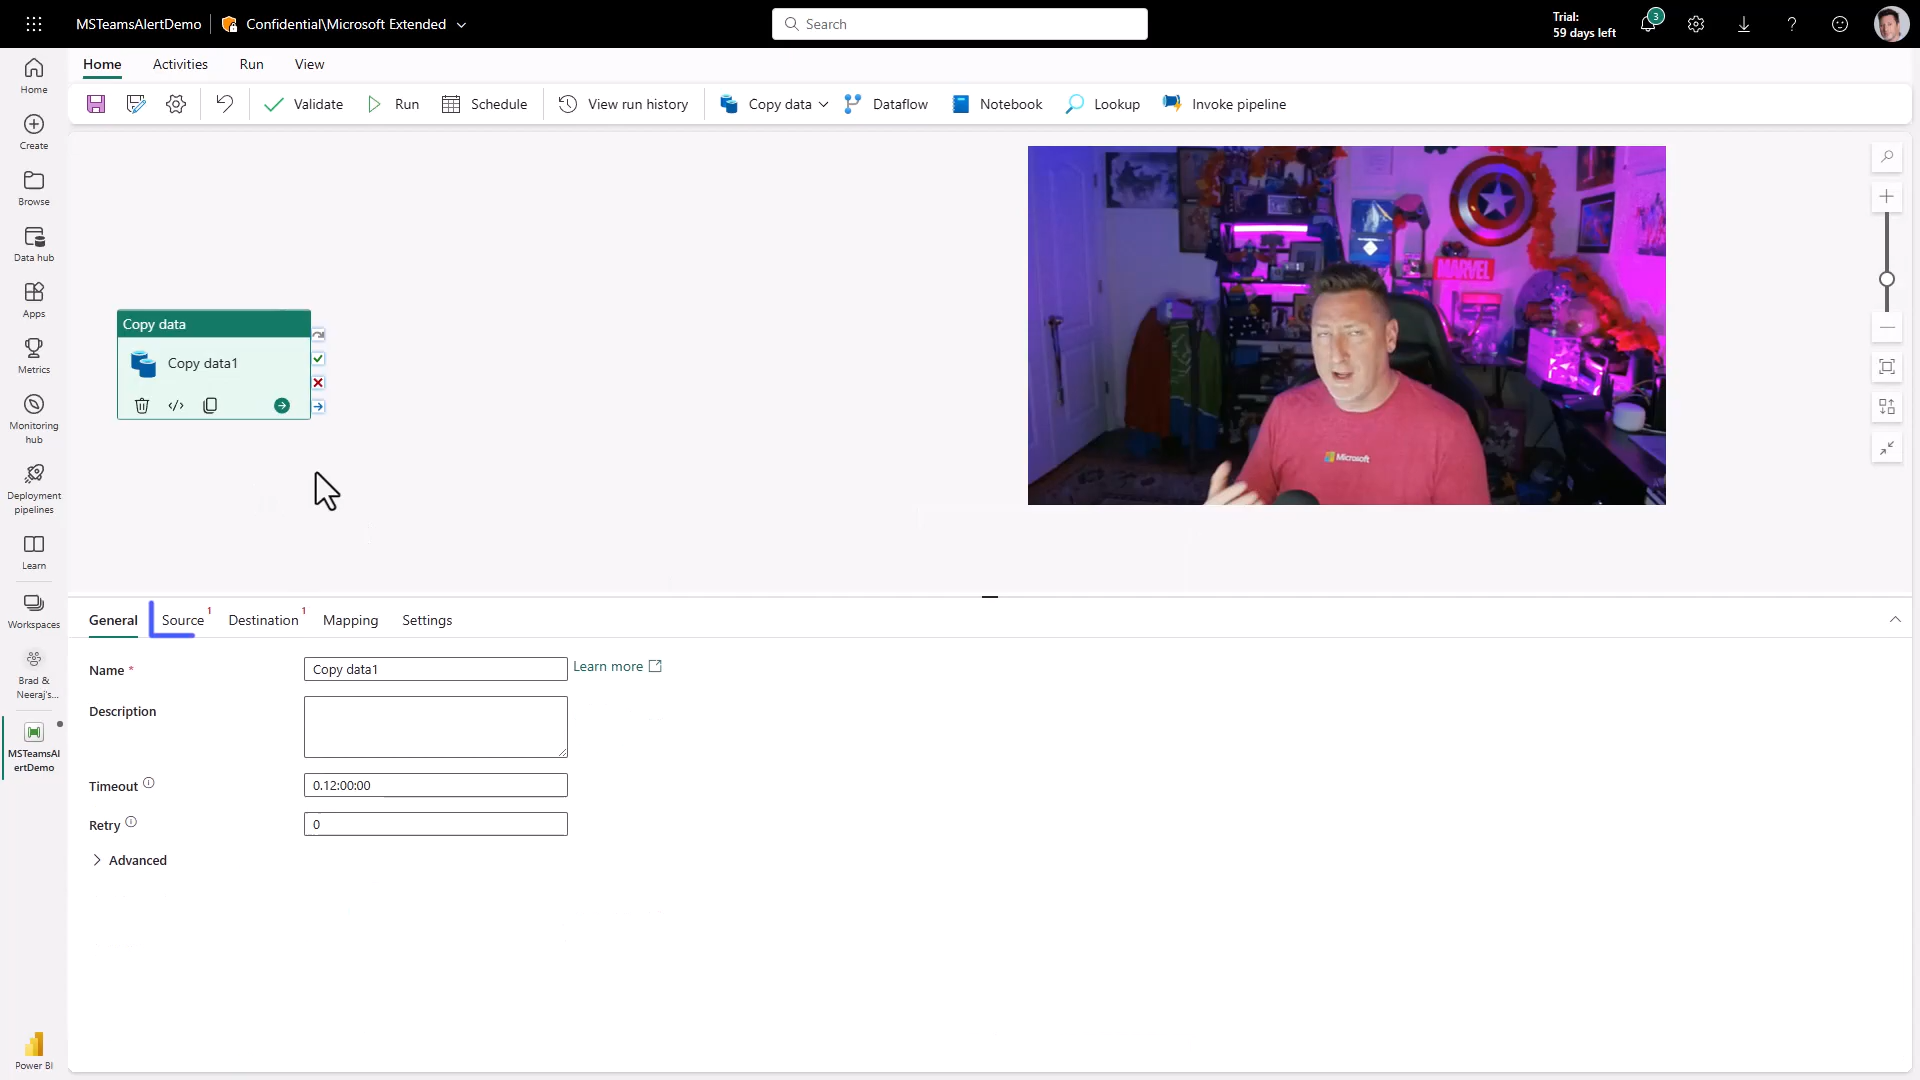 MSTeamsAlertDemo
Confidential\Microsoft Extended
Search
Trial:
59 days left
3
Home
Activities
Run
View
Validate
Run
Schedule
View run history
Copy data
Dataflow
Notebook
Lookup
Invoke pipeline
Home
Create
Browse
Data hub
Apps
Metrics
Monitoring
hub
Deployment
pipelines
Learn
Workspaces
Brad &
Neeraj's...
MSTeamsAl
ertDemo
Power BI
Copy data
Copy data1
MARVEL
Microsoft
General
Source 1
Destination 1
Mapping
Settings
Name *
Copy data1
Learn more
Description
Timeout
0.12:00:00
Retry
0
Advanced